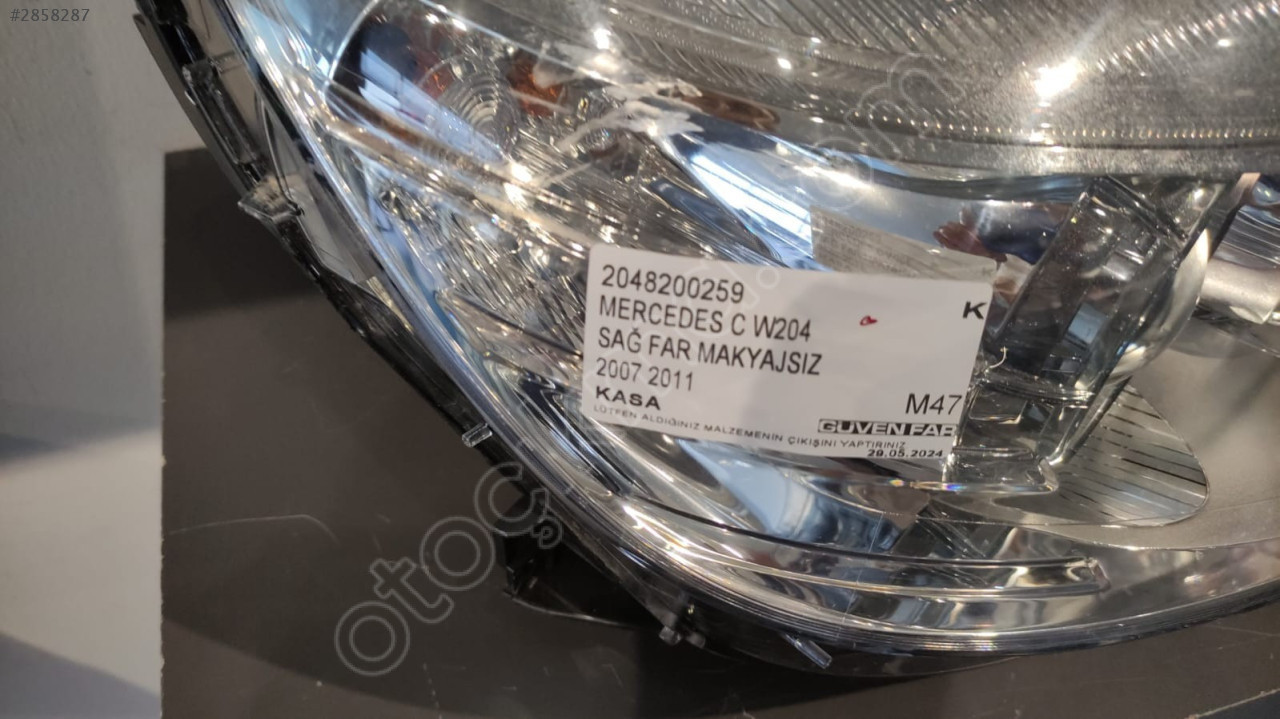 #2858287
2048200259
MERCEDES C W204
SAĞ FAR MAKYAJSIZ
2007 2011
KASA
K
M47
GÜVEN FAR
LÜTFEN ALDIĞINIZ MALZEMENİN ÇIKIŞINI YAPTIRINIZ
29.05.2024
otoç